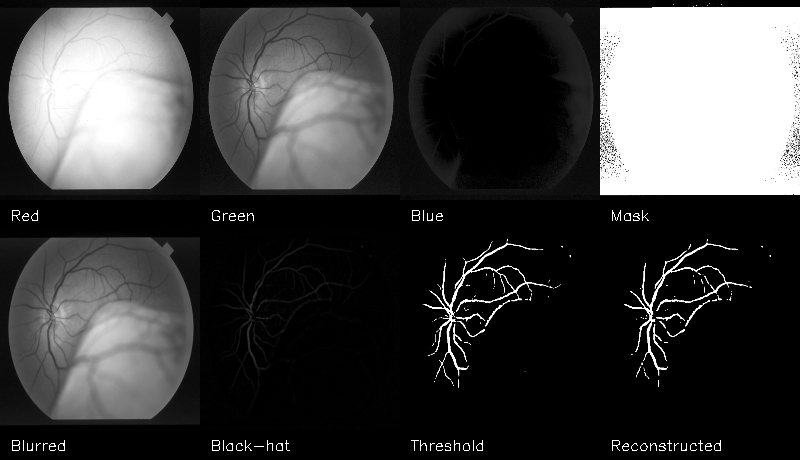 Red
Green
Blue
Mask
Blurred
Black-hat
Threshold
Reconstructed